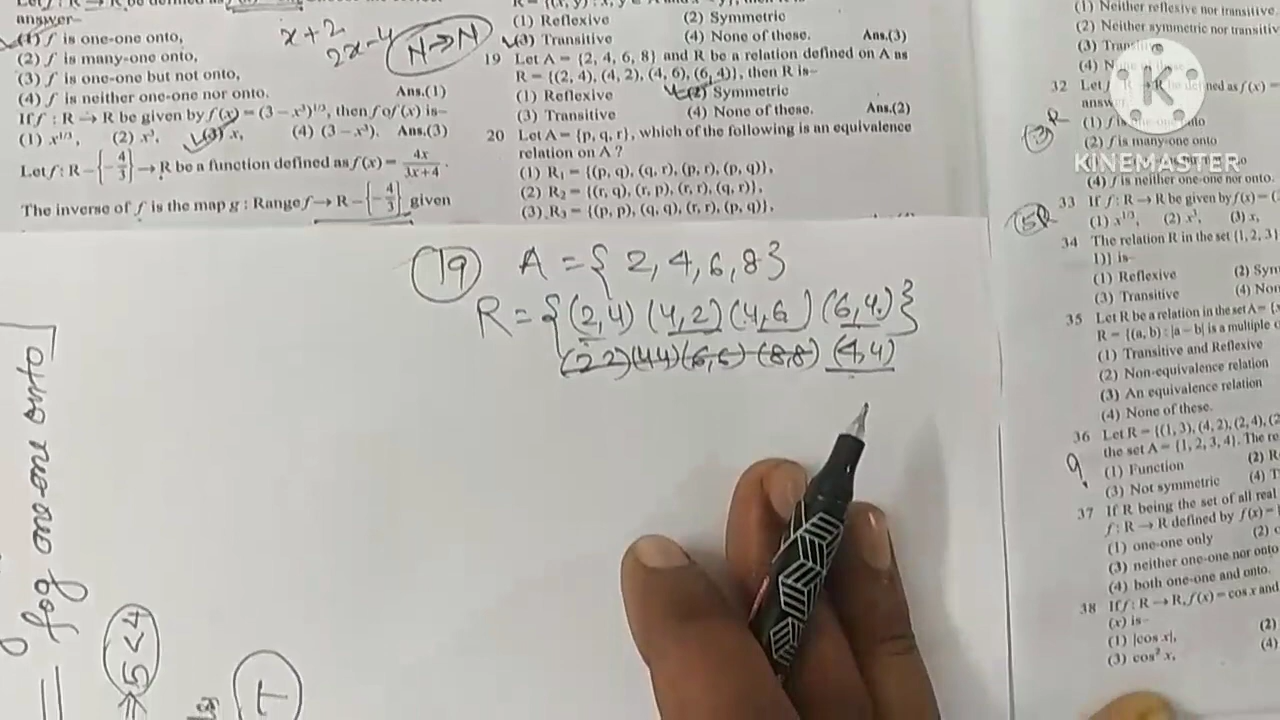 answer–
(1) f is one-one onto,
(2) f is many-one onto,
(3) f is one-one but not onto,
(4) f is neither one-one nor onto. Ans.(1)
If f : R → R be given by f(x) = (3 – x³)^1/3, then f of (x) is–
(1) x^1/3, (2) x³, (3) x, (4) (3 – x³). Ans.(3)
Let f : R – {–4/3} → R be a function defined as f(x) = 4x/3x+4.
The inverse of f is the map g : Range f → R – {–4/3} given
x+2
2x-4
N→N
(1) Reflexive (2) Symmetric
(3) Transitive (4) None of these. Ans.(3)
19 Let A = {2, 4, 6, 8} and R be a relation defined on A as
R = {(2, 4), (4, 2), (4, 6), (6, 4)}, then R is–
(1) Reflexive (2) Symmetric
(3) Transitive (4) None of these. Ans.(2)
20 Let A = {p, q, r}, which of the following is an equivalence
relation on A ?
(1) R₁ = {(p, q), (q, r), (p, r), (p, q)},
(2) R₂ = {(r, q), (r, p), (r, r), (q, r)},
(3) R₃ = {(p, p), (q, q), (r, r), (p, q)},
19 A = { 2, 4, 6, 8 }
R = { (2,4) (4,2) (4,6) (6,4) }
(2 2) (4 4) (6,6) (8,8) (4,4)
= fog one-one onto
⇒ 5 < 4
T
(1) Neither reflexive nor transitive.
(2) Neither symmetric nor
(3)
(4)
32 Let
(2) f is many-one onto
(4) f is neither one-one nor onto.
33 If f : R → R be given by f(x) =
(1) x^1/3, (2) x³, (3) x,
34 The relation R in the set {1, 2, 3}
1)} is–
(1) Reflexive (2)
(3) Transitive (4)
35 Let R be a relation in the set A =
R = {(a, b) : |a – b| is a multiple
(1) Transitive and Reflexive
(2) Non-equivalence relation
(3) An equivalence relation
(4) None of these.
36 Let R = {(1, 3), (4, 2), (2, 4),
the set A = {1, 2, 3, 4}. The
(1) Function (2)
(3) Not symmetric (4)
37 If R being the set of all real
f : R → R defined by f(x) =
(1) one-one only (2)
(3) neither one-one nor onto
(4) both one-one and onto.
38 If f : R → R, f(x) = cos x and
(x) is–
(1) |cos x|, (2)
(3) cos² x, (4)
K
KINEMASTER